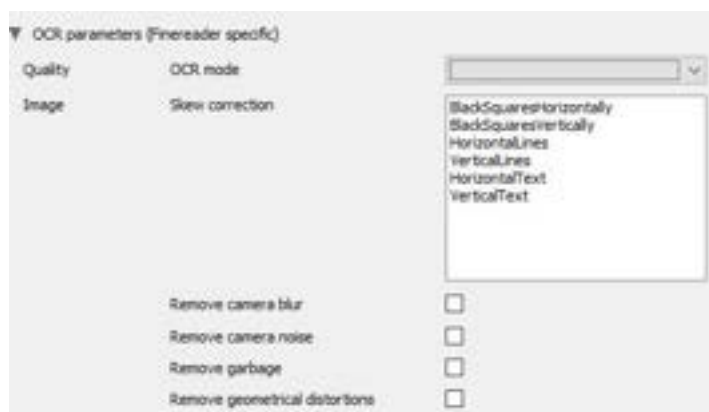 OCR parameters (Finereader specific)
Quality OCR mode
Image Skew correction
BlackSquaresHorizontally
BlackSquaresVertically
HorizontalLines
VerticalLines
HorizontalText
VerticalText
Remove camera blur
Remove camera noise
Remove garbage
Remove geometrical distortions